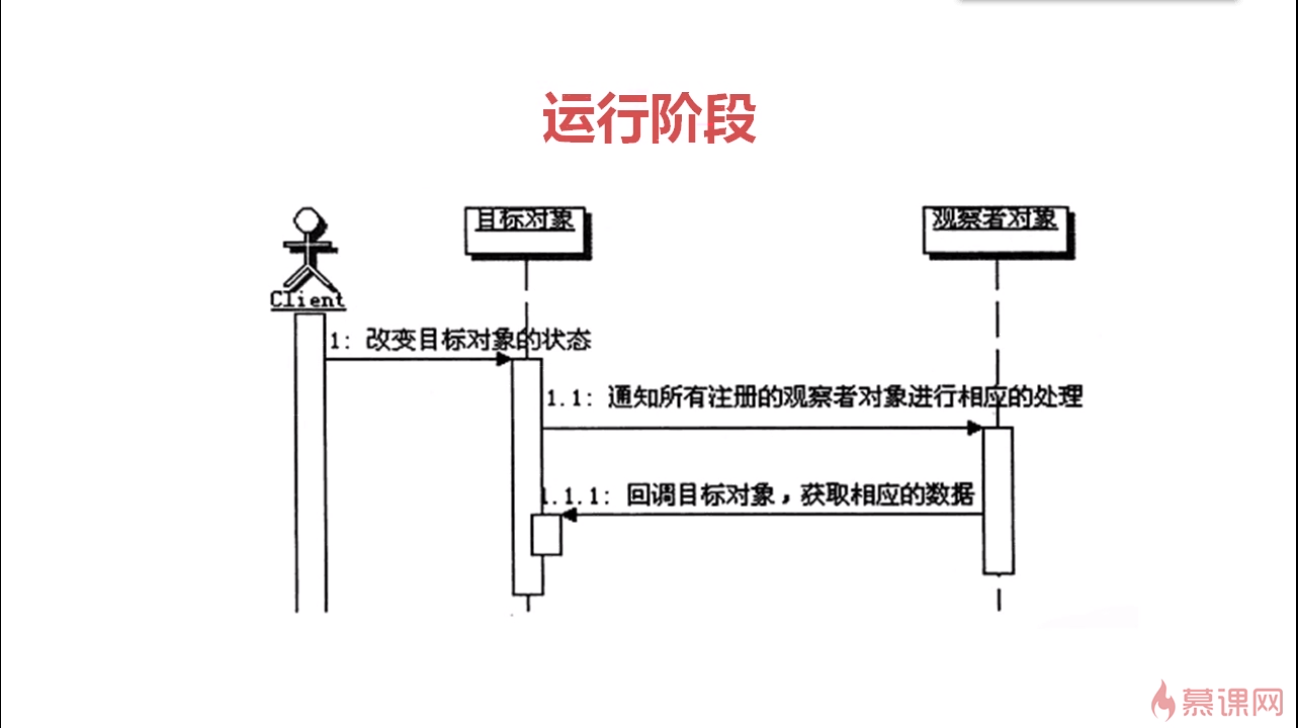 运行阶段
目标对象
观察者对象
Client
1: 改变目标对象的状态
1.1: 通知所有注册的观察者对象进行相应的处理
1.1.1: 回调目标对象，获取相应的数据
慕课网